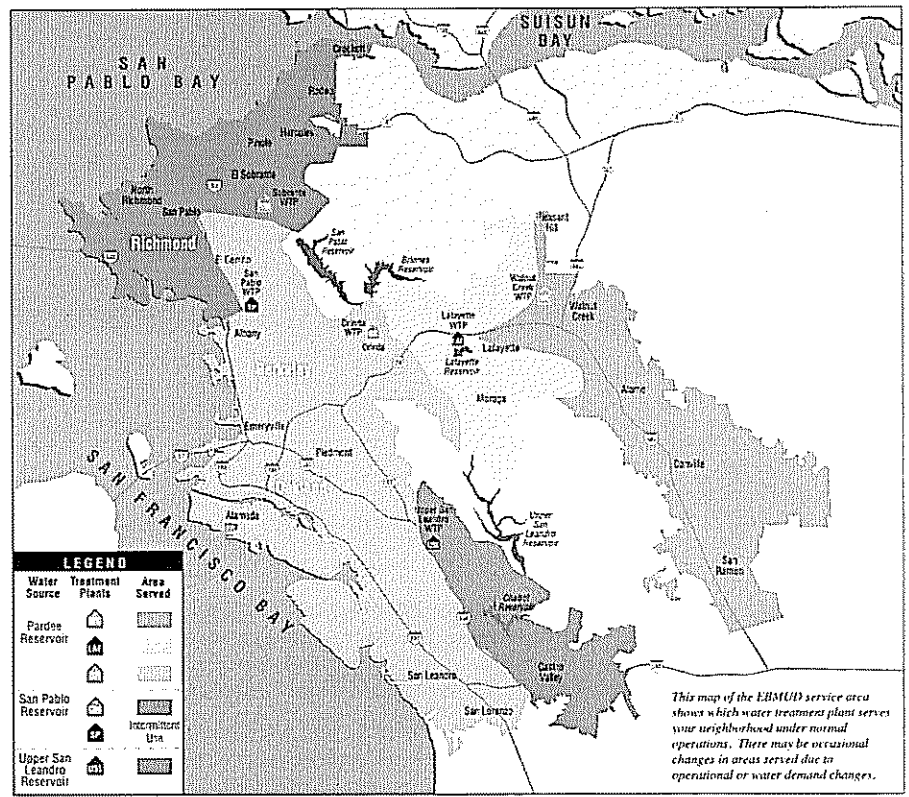 SUISUN
BAY
SAN
PABLO BAY
Crockett
Rodeo
Hercules
Pinole
El Sobrante
Sobrante
WTP
North
Richmond
San Pablo
Richmond
San
Pablo
Reservoir
Briones
Reservoir
Pleasant
Hill
El Cerrito
San
Pablo
WTP
SP
Walnut
Creek
WTP
Walnut
Creek
Albany
Orinda
WTP
Orinda
Lafayette
WTP
Lafayette
Lafayette
Reservoir
Berkeley
Alamo
Moraga
Emeryville
Piedmont
Danville
SAN FRANCISCO BAY
Alameda
Upper San
Leandro
WTP
Upper
San
Leandro
Reservoir
San
Ramon
Chabot
Reservoir
Castro
Valley
San Leandro
San Lorenzo
LEGEND
Water
Source
Treatment
Plants
Area
Served
Pardee
Reservoir
LAF
San Pablo
Reservoir
SP
Intermittent
Use
Upper San
Leandro
Reservoir
This map of the EBMUD service area
shows which water treatment plant serves
your neighborhood under normal
operations. There may be occasional
changes in areas served due to
operational or water demand changes.